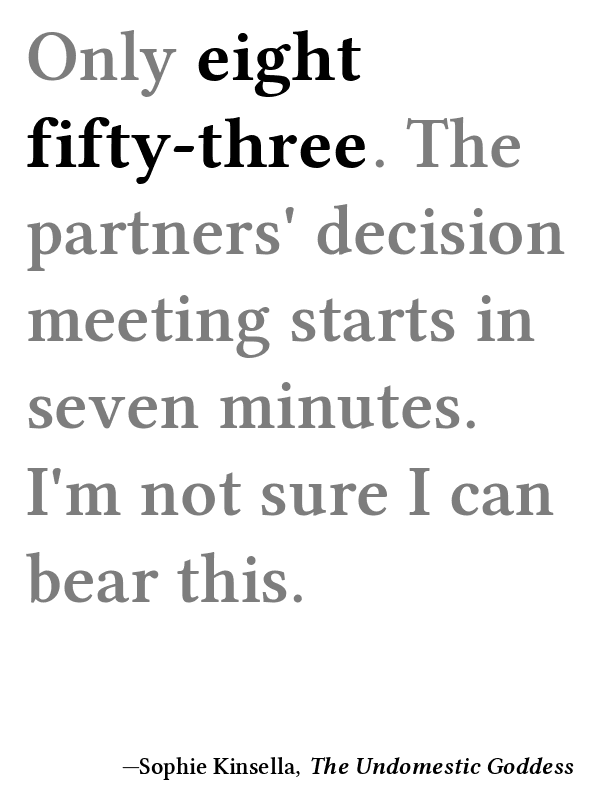 Only eight
fifty-three. The
partners' decision
meeting starts in
seven minutes.
I'm not sure I can
bear this.
—Sophie Kinsella, The Undomestic Goddess